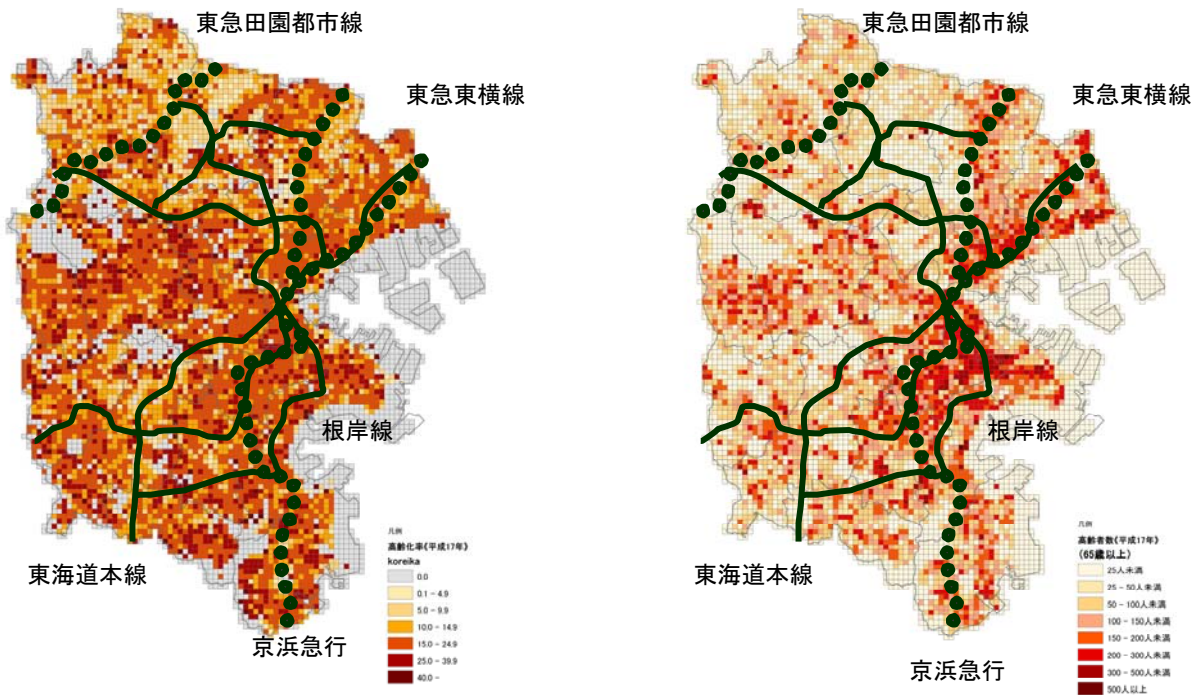 東急田園都市線
東急東横線
根岸線
東海道本線
京浜急行
凡例
高齢化率《平成17年》
koreika
0.0
0.1 - 4.9
5.0 - 9.9
10.0 - 14.9
15.0 - 24.9
25.0 - 39.9
40.0 -
東急田園都市線
東急東横線
根岸線
東海道本線
京浜急行
凡例
高齢者数《平成17年》
(65歳以上)
25人未満
25 - 50人未満
50 - 100人未満
100 - 150人未満
150 - 200人未満
200 - 300人未満
300 - 500人未満
500人以上